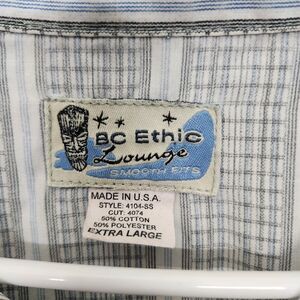 BC Ethic
Lounge
SMOOTH FITS
MADE IN U.S.A.
STYLE: 4104-SS
CUT: 4074
50% COTTON
50% POLYESTER
EXTRA LARGE